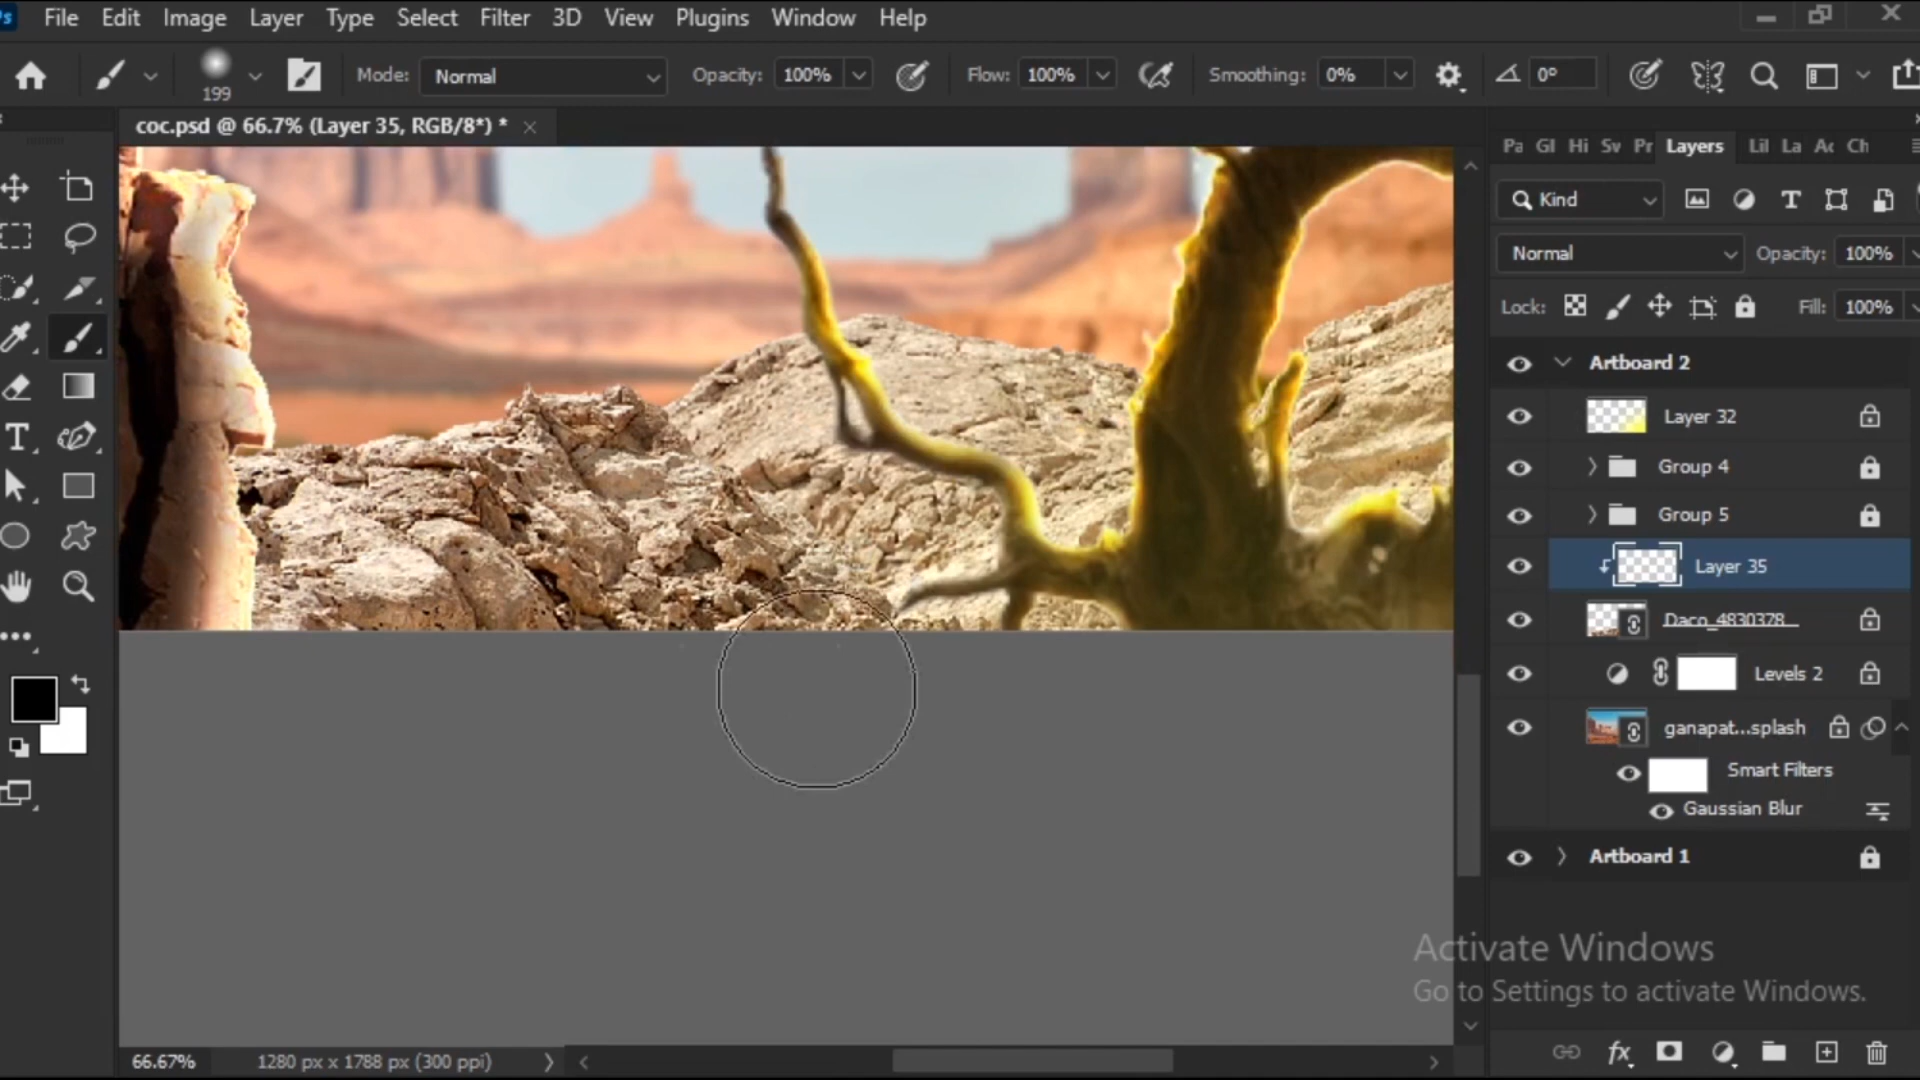 Ps File Edit Image Layer Type Select Filter 3D View Plugins Window Help
199 Mode: Normal Opacity: 100% Flow: 100% Smoothing: 0% 0°
coc.psd @ 66.7% (Layer 35, RGB/8*) *
Pa Gl Hi Sv Pr Layers Lil La Ac Ch
Kind
Normal Opacity: 100%
Lock: Fill: 100%
Artboard 2
Layer 32
Group 4
Group 5
Layer 35
Daco_4830378
Levels 2
ganapat...splash
Smart Filters
Gaussian Blur
Artboard 1
Activate Windows
Go to Settings to activate Windows.
66.67% 1280 px x 1788 px (300 ppi)